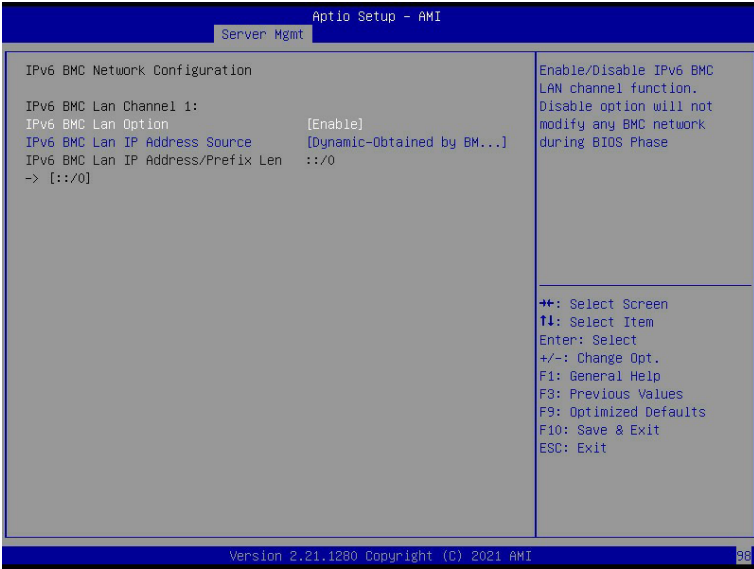 Aptio Setup - AMI
Server Mgmt
IPv6 BMC Network Configuration
IPv6 BMC Lan Channel 1:
IPv6 BMC Lan Option [Enable]
IPv6 BMC Lan IP Address Source [Dynamic-Obtained by BM...]
IPv6 BMC Lan IP Address/Prefix Len ::/0
-> [::/0]
Enable/Disable IPv6 BMC
LAN channel function.
Disable option will not
modify any BMC network
during BIOS Phase
→←: Select Screen
↑↓: Select Item
Enter: Select
+/-: Change Opt.
F1: General Help
F3: Previous Values
F9: Optimized Defaults
F10: Save & Exit
ESC: Exit
Version 2.21.1280 Copyright (C) 2021 AMI
98